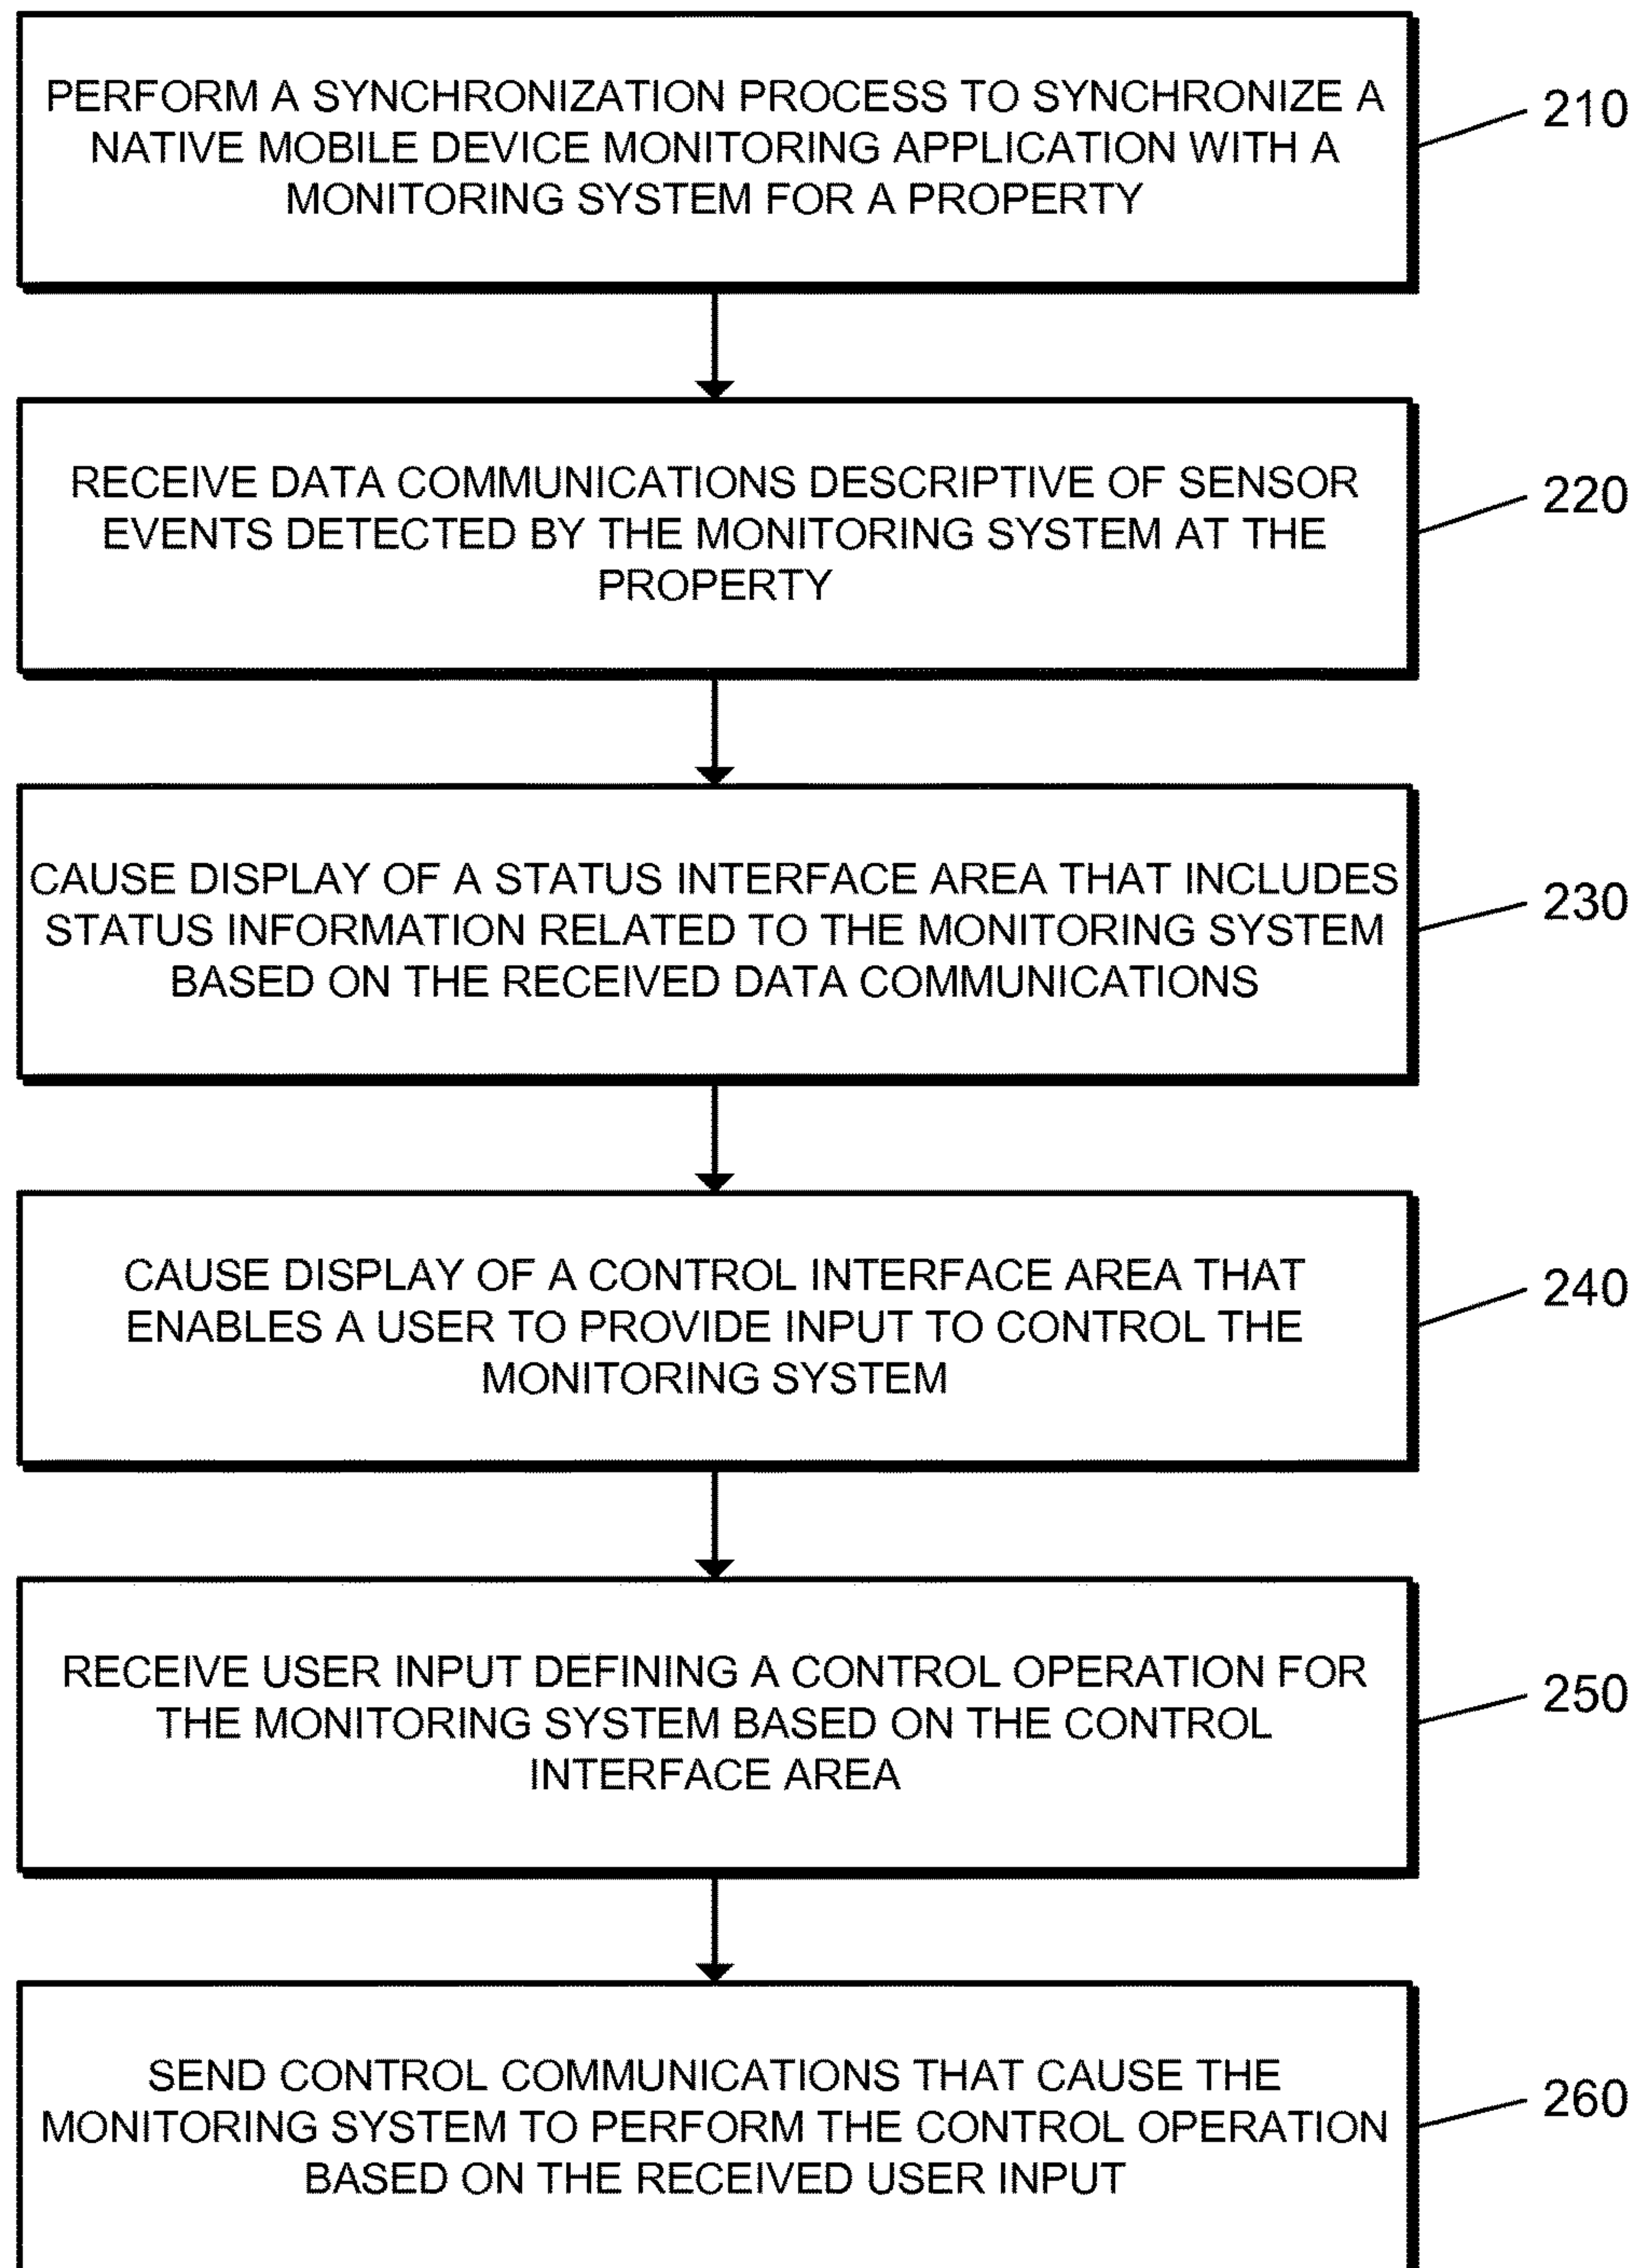 PERFORM A SYNCHRONIZATION PROCESS TO SYNCHRONIZE A
NATIVE MOBILE DEVICE MONITORING APPLICATION WITH A
MONITORING SYSTEM FOR A PROPERTY
210
RECEIVE DATA COMMUNICATIONS DESCRIPTIVE OF SENSOR
EVENTS DETECTED BY THE MONITORING SYSTEM AT THE
PROPERTY
220
CAUSE DISPLAY OF A STATUS INTERFACE AREA THAT INCLUDES
STATUS INFORMATION RELATED TO THE MONITORING SYSTEM
BASED ON THE RECEIVED DATA COMMUNICATIONS
230
CAUSE DISPLAY OF A CONTROL INTERFACE AREA THAT
ENABLES A USER TO PROVIDE INPUT TO CONTROL THE
MONITORING SYSTEM
240
RECEIVE USER INPUT DEFINING A CONTROL OPERATION FOR
THE MONITORING SYSTEM BASED ON THE CONTROL
INTERFACE AREA
250
SEND CONTROL COMMUNICATIONS THAT CAUSE THE
MONITORING SYSTEM TO PERFORM THE CONTROL OPERATION
BASED ON THE RECEIVED USER INPUT
260